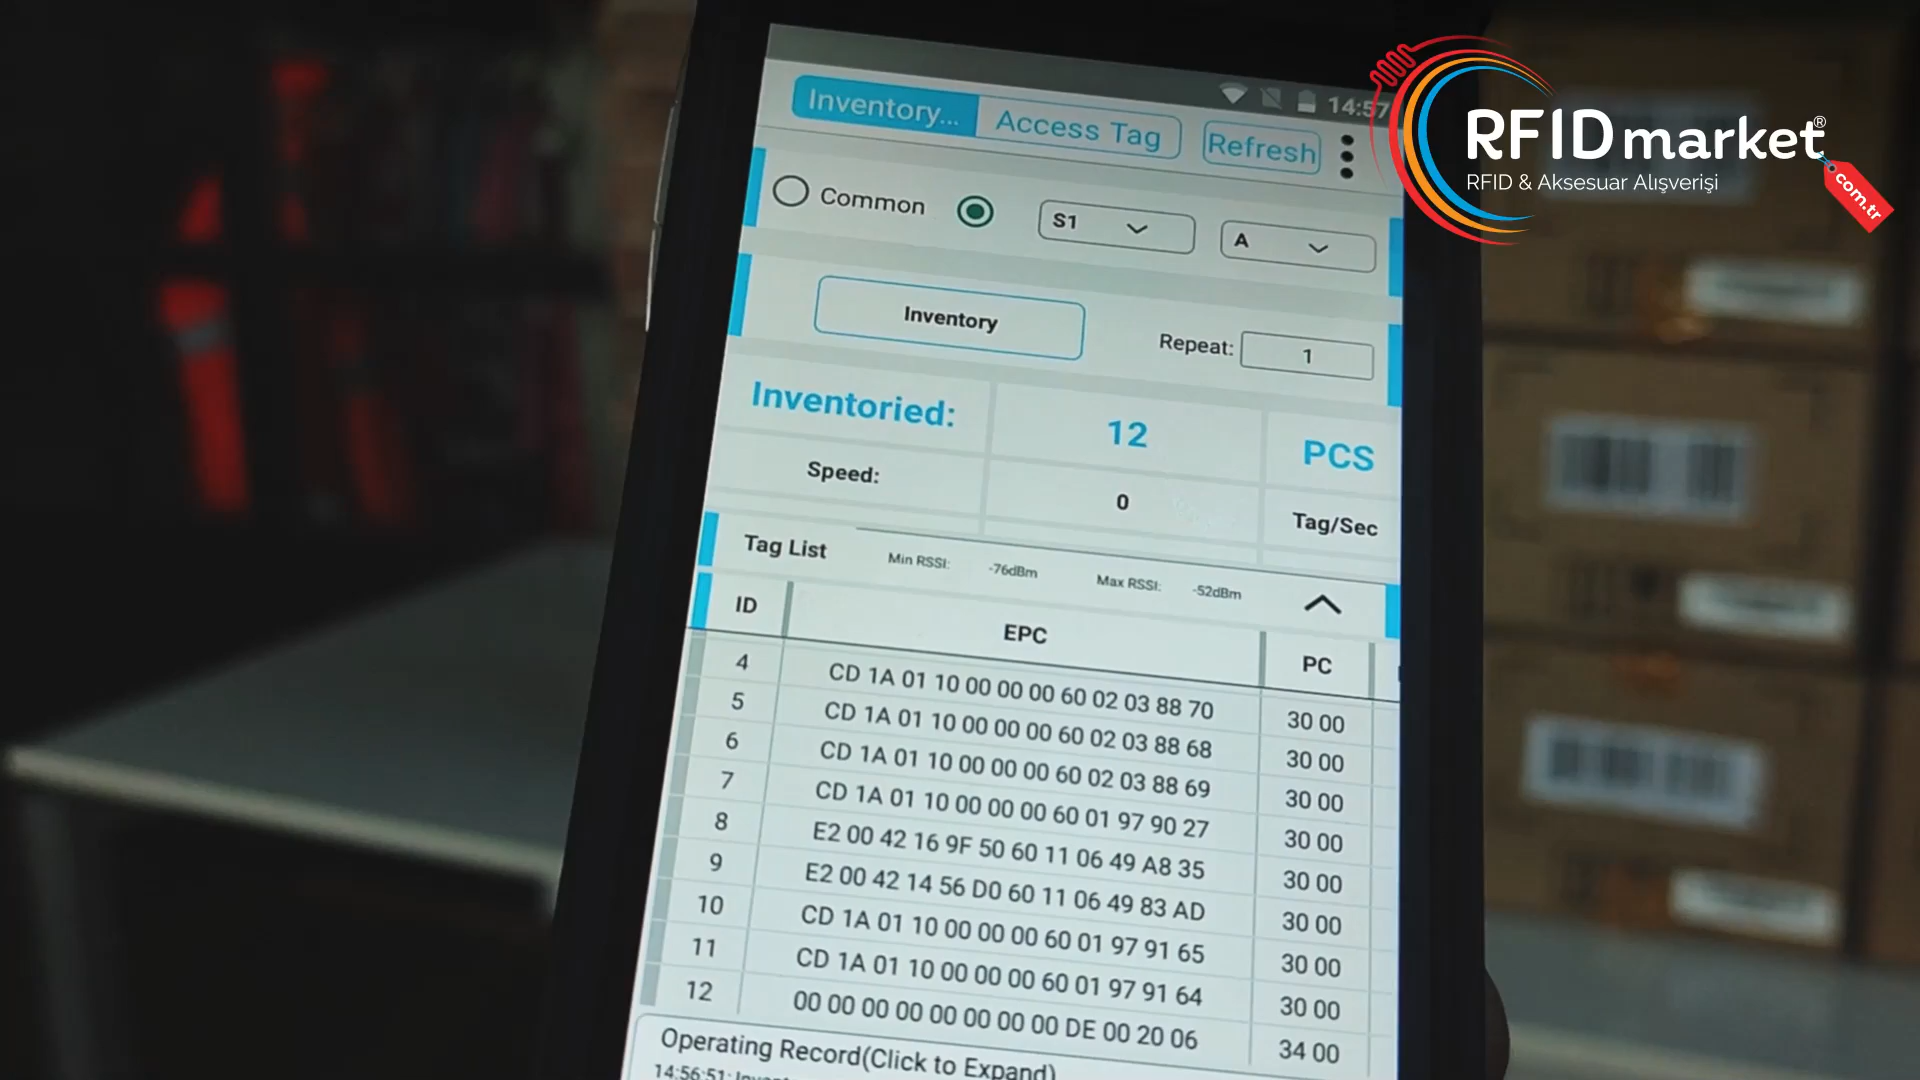 14:57
Inventory... Access Tag Refresh
Common S1 A
Inventory Repeat: 1
Inventoried: 12 PCS
Speed: 0 Tag/Sec
Tag List Min RSSI: -76dBm Max RSSI: -52dBm
ID EPC PC
4 CD 1A 01 10 00 00 00 60 02 03 88 70 30 00
5 CD 1A 01 10 00 00 00 60 02 03 88 68 30 00
6 CD 1A 01 10 00 00 00 60 02 03 88 69 30 00
7 CD 1A 01 10 00 00 00 60 01 97 90 27 30 00
8 E2 00 42 16 9F 50 60 11 06 49 A8 35 30 00
9 E2 00 42 14 56 D0 60 11 06 49 83 AD 30 00
10 CD 1A 01 10 00 00 00 60 01 97 91 65 30 00
11 CD 1A 01 10 00 00 00 60 01 97 91 64 30 00
12 00 00 00 00 00 00 00 00 DE 00 20 06 34 00
Operating Record(Click to Expand)
14:56:51:
RFIDmarket®
RFID & Aksesuar Alışverişi
com.tr